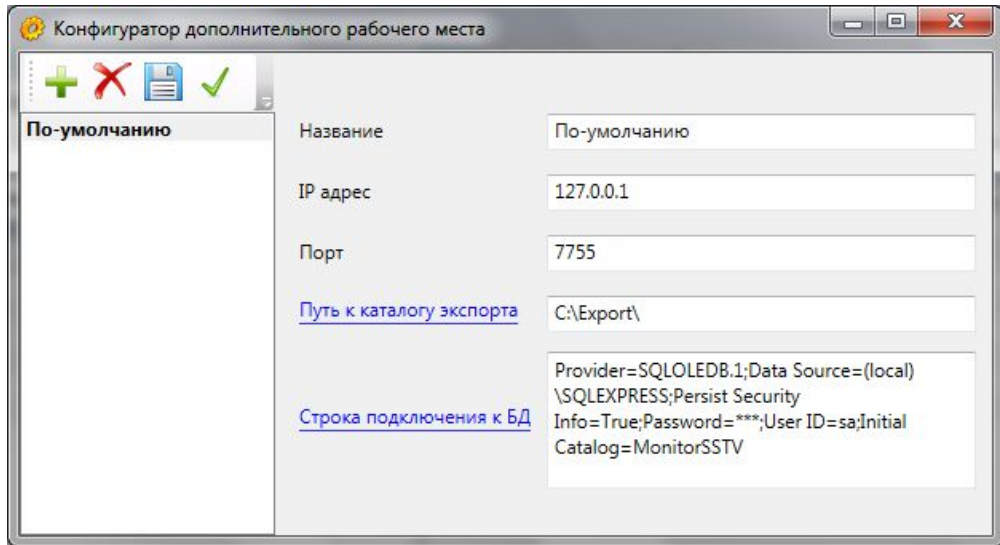 Конфигуратор дополнительного рабочего места
По-умолчанию
Название
По-умолчанию
IP адрес
127.0.0.1
Порт
7755
Путь к каталогу экспорта
C:\Export\
Строка подключения к БД
Provider=SQLOLEDB.1;Data Source=(local)
\SQLEXPRESS;Persist Security
Info=True;Password=***;User ID=sa;Initial
Catalog=MonitorSSTV